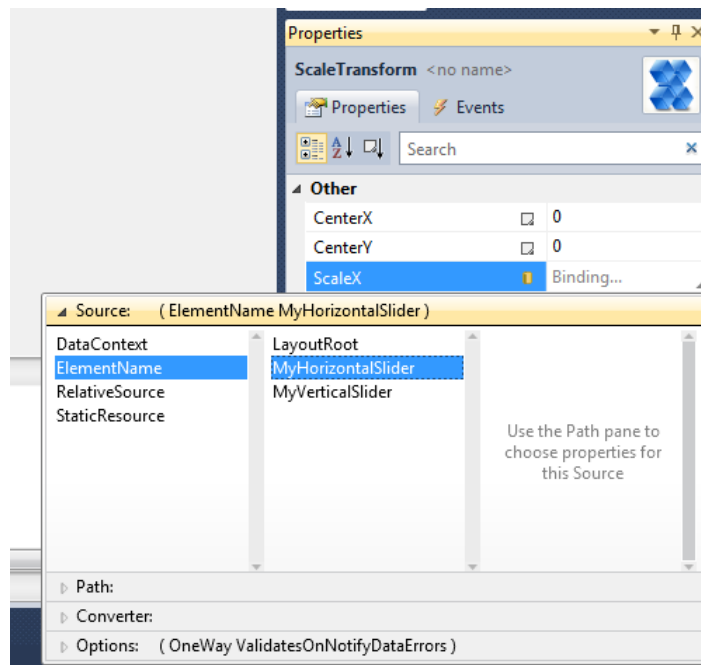 Properties
ScaleTransform <no name>
Properties Events
Search
Other
CenterX 0
CenterY 0
ScaleX Binding...
Source: ( ElementName MyHorizontalSlider )
DataContext LayoutRoot
ElementName MyHorizontalSlider
RelativeSource MyVerticalSlider
StaticResource
Use the Path pane to
choose properties for
this Source
Path:
Converter:
Options: ( OneWay ValidatesOnNotifyDataErrors )